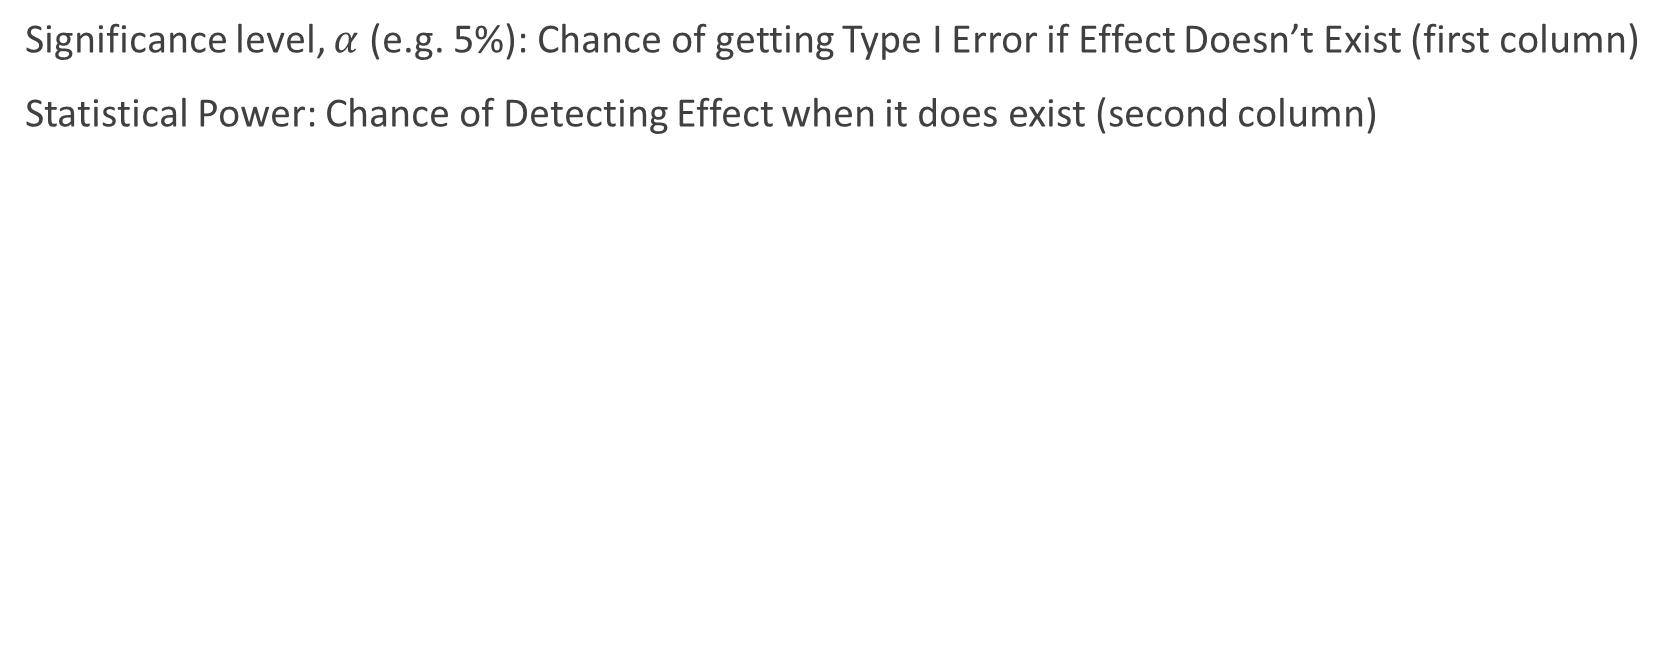 Significance level, α (e.g. 5%): Chance of getting Type I Error if Effect Doesn’t Exist (first column)
Statistical Power: Chance of Detecting Effect when it does exist (second column)